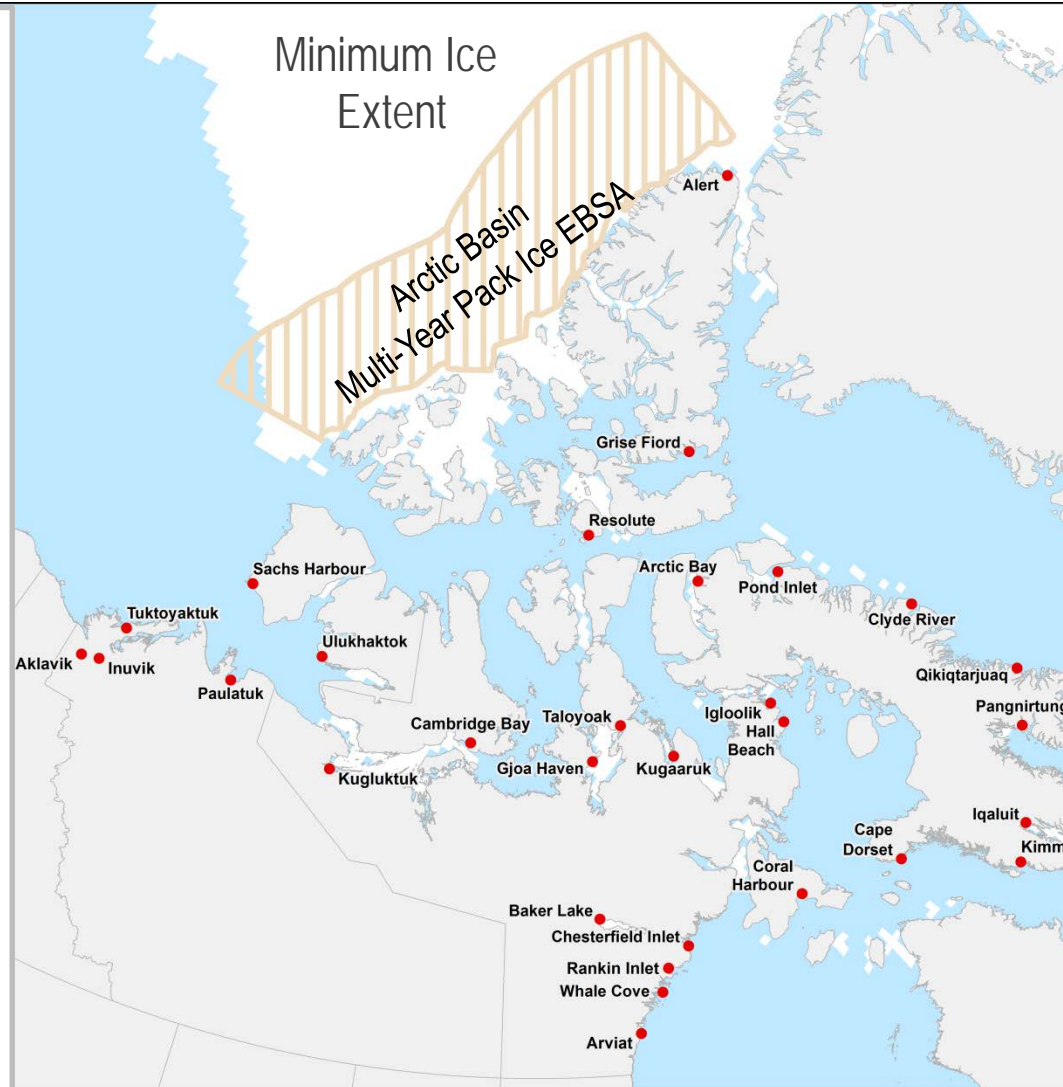 Minimum Ice
Extent
Arctic Basin
Multi-Year Pack Ice EBSA
Alert
Grise Fiord
Resolute
Arctic Bay
Pond Inlet
Sachs Harbour
Clyde River
Tuktoyaktuk
Ulukhaktok
Aklavik
Inuvik
Qikiqtarjuaq
Paulatuk
Pangnirtung
Igloolik
Hall
Beach
Taloyoak
Cambridge Bay
Gjoa Haven
Kugaaruk
Kugluktuk
Iqaluit
Cape
Dorset
Kimm
Coral
Harbour
Baker Lake
Chesterfield Inlet
Rankin Inlet
Whale Cove
Arviat